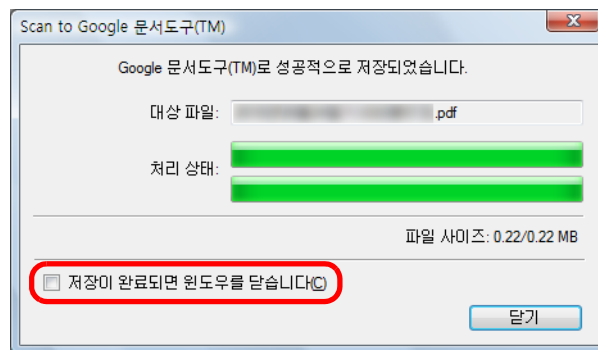 Scan to Google 문서도구(TM)
Google 문서도구(TM)로 성공적으로 저장되었습니다.
대상 파일: .pdf
처리 상태:
파일 사이즈: 0.22/0.22 MB
저장이 완료되면 윈도우를 닫습니다(C)
닫기